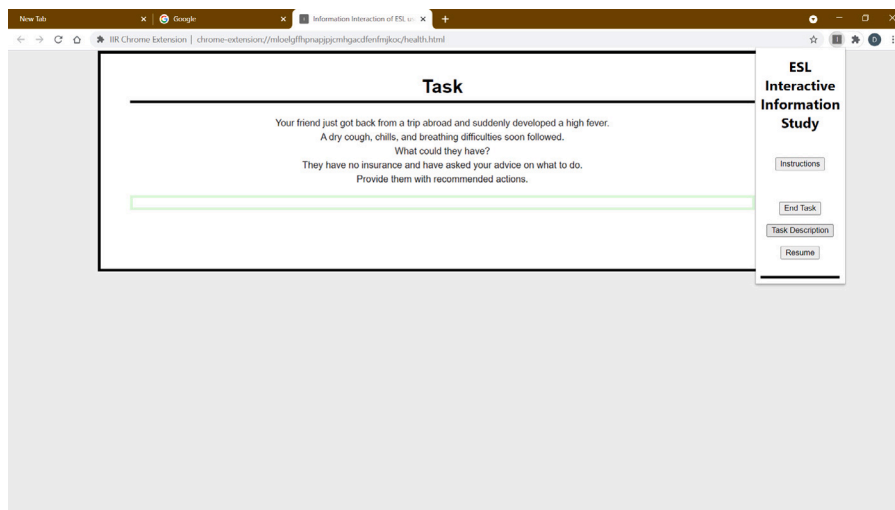 New Tab
Google
Information Interaction of ESL us
IIR Chrome Extension | chrome-extension://mloelgffhpnapjpjcmhgacdfenfmjkoc/health.html
D
Task
Your friend just got back from a trip abroad and suddenly developed a high fever.
A dry cough, chills, and breathing difficulties soon followed.
What could they have?
They have no insurance and have asked your advice on what to do.
Provide them with recommended actions.
ESL
Interactive
Information
Study
Instructions
End Task
Task Description
Resume